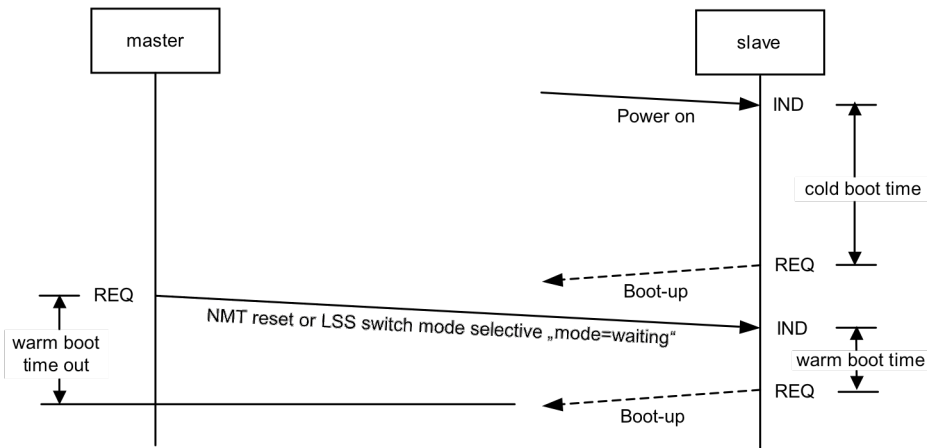 master
slave
IND
Power on
cold boot time
REQ
Boot-up
REQ
NMT reset or LSS switch mode selective „mode=waiting“
IND
warm boot
time out
warm boot time
REQ
Boot-up